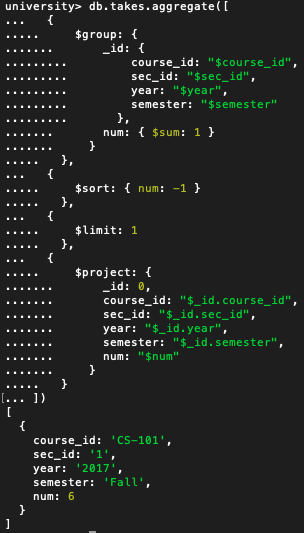 university> db.takes.aggregate([
...   {
.....     $group: {
.......       _id: {
.........         course_id: "$course_id",
.........         sec_id: "$sec_id",
.........         year: "$year",
.........         semester: "$semester"
.........       },
.......       num: { $sum: 1 }
.......     }
.....   },
...   {
.....     $sort: { num: -1 }
.....   },
...   {
.....     $limit: 1
.....   },
...   {
.....     $project: {
.......       _id: 0,
.......       course_id: "$_id.course_id",
.......       sec_id: "$_id.sec_id",
.......       year: "$_id.year",
.......       semester: "$_id.semester",
.......       num: "$num"
.......     }
.....   }
[... ])
[
  {
    course_id: 'CS-101',
    sec_id: '1',
    year: '2017',
    semester: 'Fall',
    num: 6
  }
]